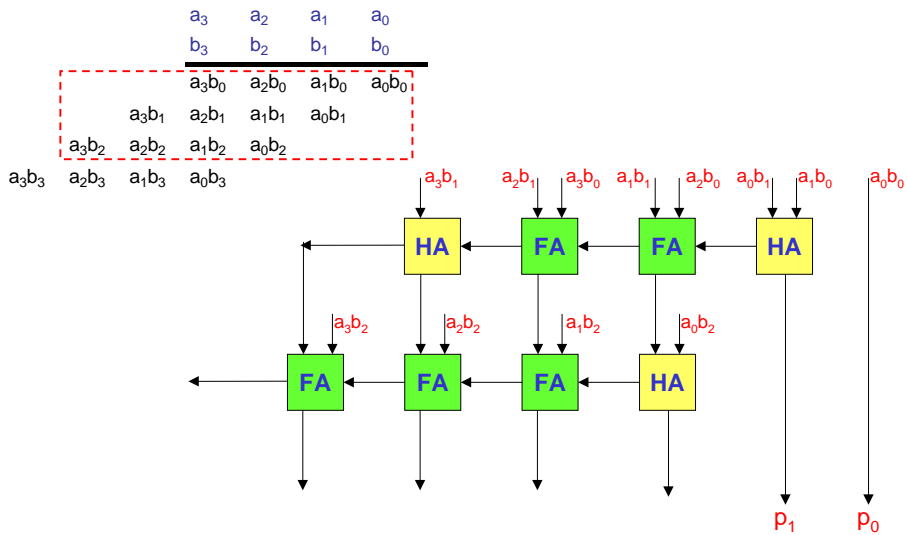 a₃ a₂ a₁ a₀
b₃ b₂ b₁ b₀
a₃b₀ a₂b₀ a₁b₀ a₀b₀
a₃b₁ a₂b₁ a₁b₁ a₀b₁
a₃b₂ a₂b₂ a₁b₂ a₀b₂
a₃b₃ a₂b₃ a₁b₃ a₀b₃
a₃b₁ a₂b₁ a₃b₀ a₁b₁ a₂b₀ a₀b₁ a₁b₀ a₀b₀
HA FA FA HA
a₃b₂ a₂b₂ a₁b₂ a₀b₂
FA FA FA HA
p₁ p₀